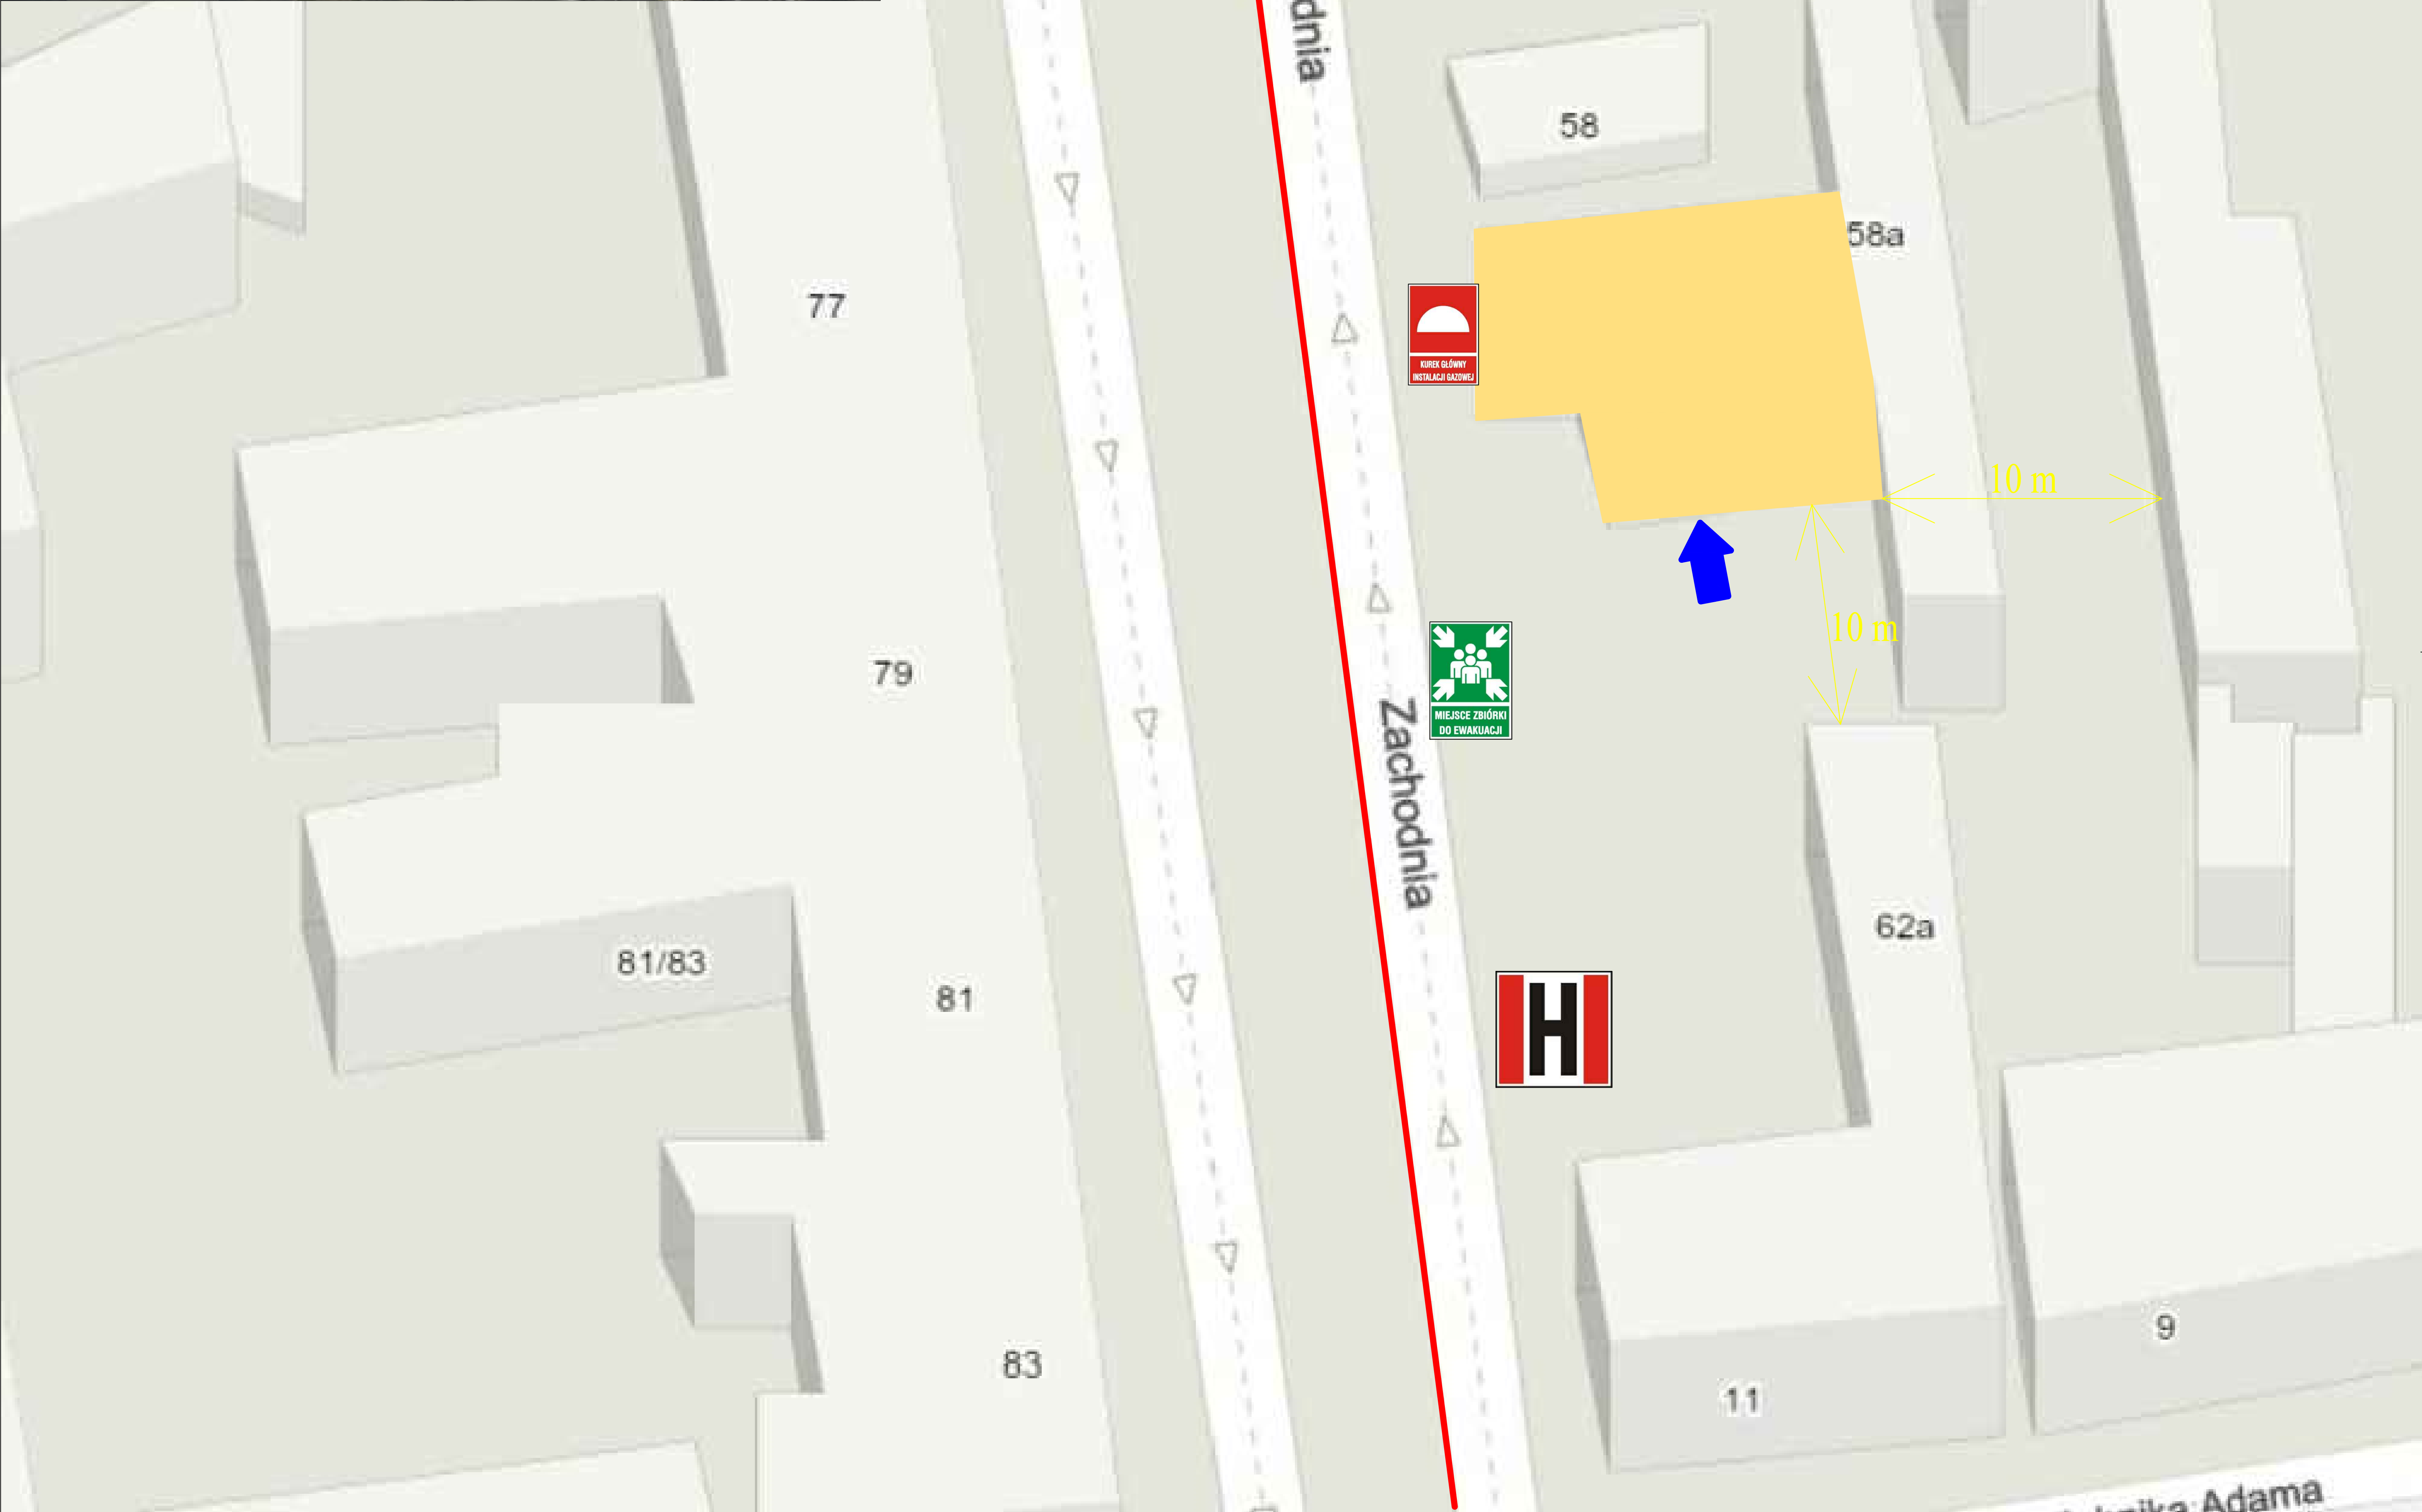 dnia
58
58a
77
KUREK GŁÓWNY
INSTALACJI GAZOWEJ
10 m
10 m
79
MIEJSCE ZBIÓRKI
DO EWAKUACJI
Zachodnia
62a
81/83
81
H
9
83
11
Adama